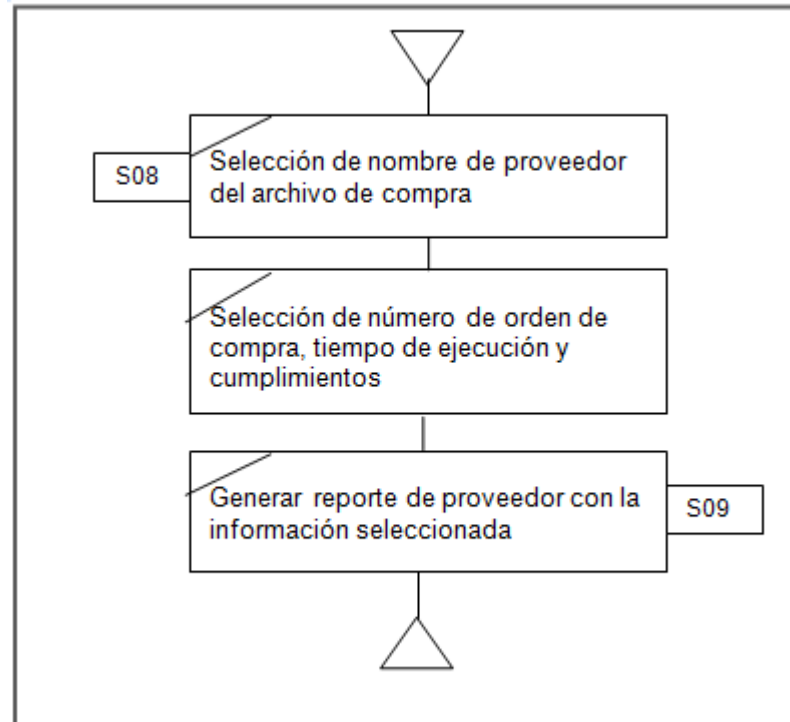 S08
Selección de nombre de proveedor
del archivo de compra
Selección de número de orden de
compra, tiempo de ejecución y
cumplimientos
Generar reporte de proveedor con la
información seleccionada
S09